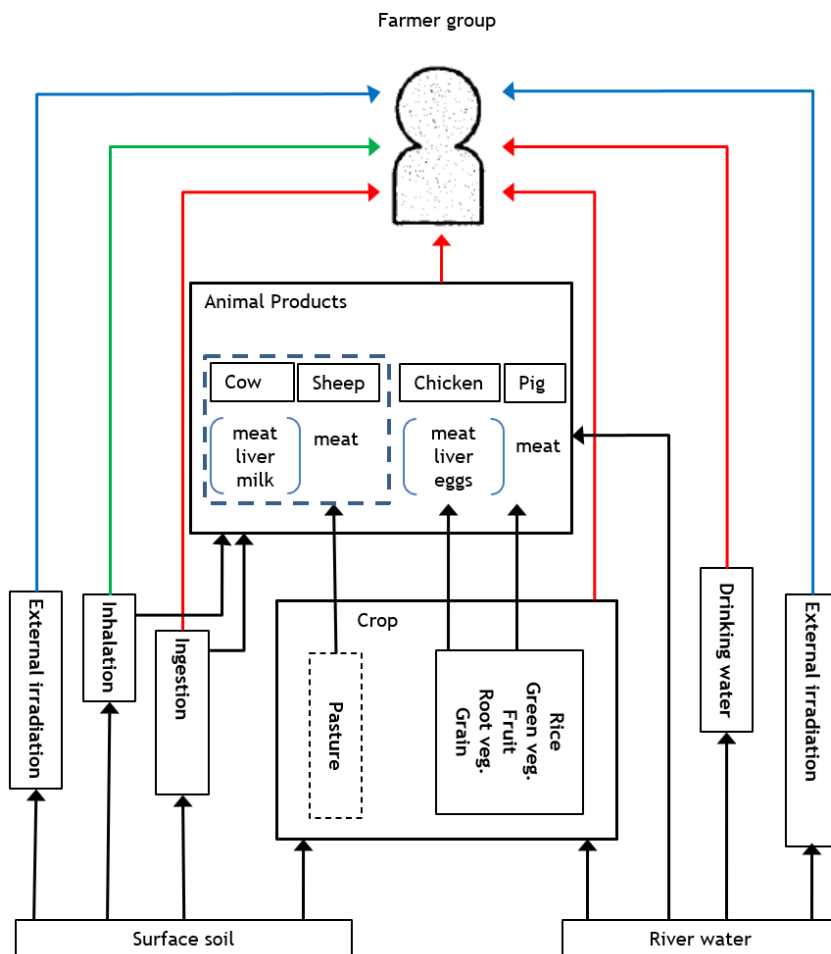 Farmer group
Animal Products
Cow
Sheep
Chicken
Pig
meat
liver
milk
meat
meat
liver
eggs
meat
External irradiation
Inhalation
Ingestion
Crop
Pasture
Rice
Green veg.
Fruit
Root veg.
Grain
Drinking water
External irradiation
Surface soil
River water